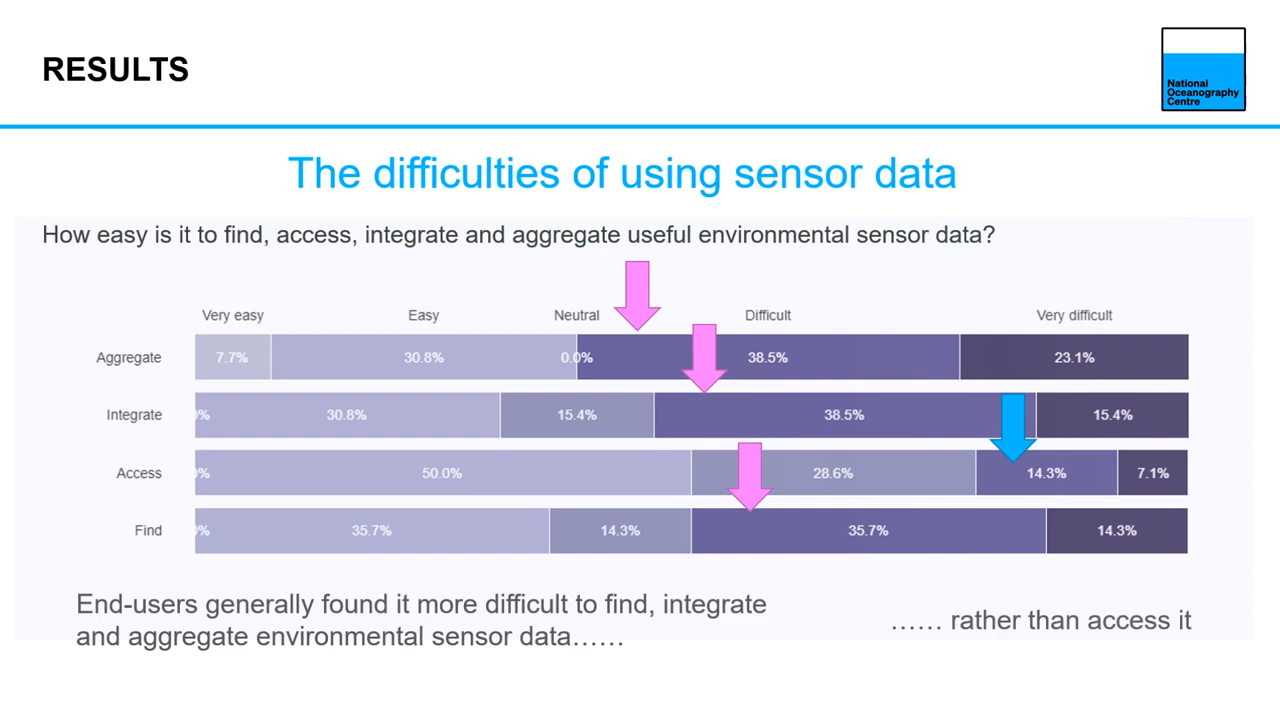 RESULTS
National
Oceanography
Centre
The difficulties of using sensor data
How easy is it to find, access, integrate and aggregate useful environmental sensor data?
Very easy Easy Neutral Difficult Very difficult
Aggregate 7.7% 30.8% 0.0% 38.5% 23.1%
Integrate 0% 30.8% 15.4% 38.5% 15.4%
Access 0% 50.0% 28.6% 14.3% 7.1%
Find 0% 35.7% 14.3% 35.7% 14.3%
End-users generally found it more difficult to find, integrate
and aggregate environmental sensor data……
…… rather than access it